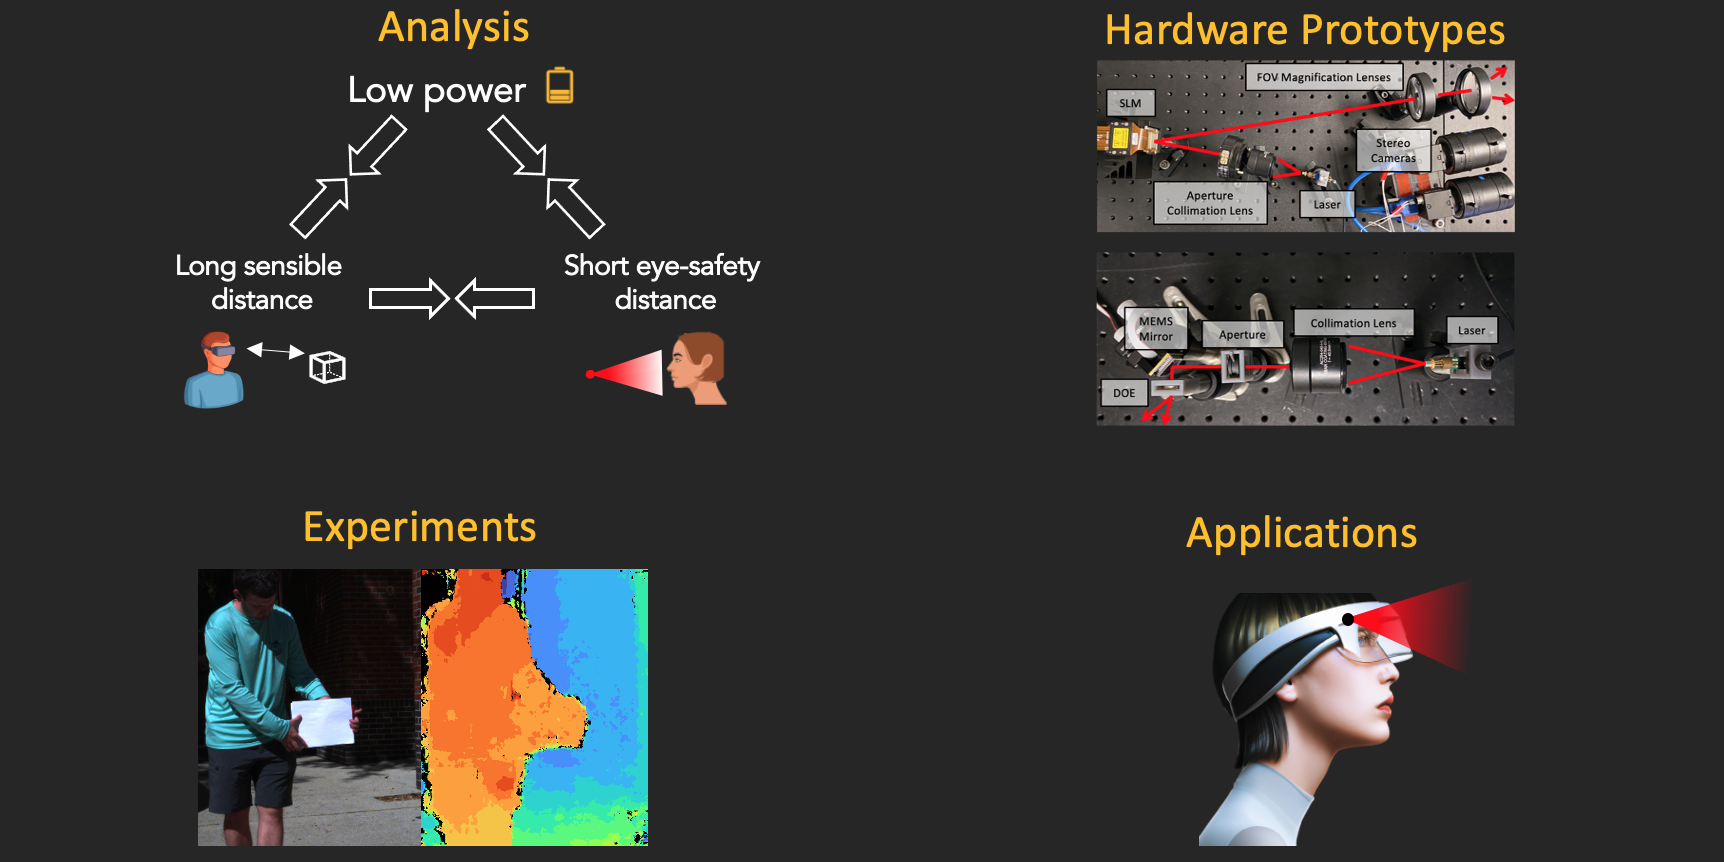 Analysis
Low power
Long sensible
distance
Short eye-safety
distance
Hardware Prototypes
FOV Magnification Lenses
SLM
Stereo
Cameras
Aperture
Collimation Lens
Laser
MEMS
Mirror
Aperture
Collimation Lens
Laser
DOE
Experiments
Applications